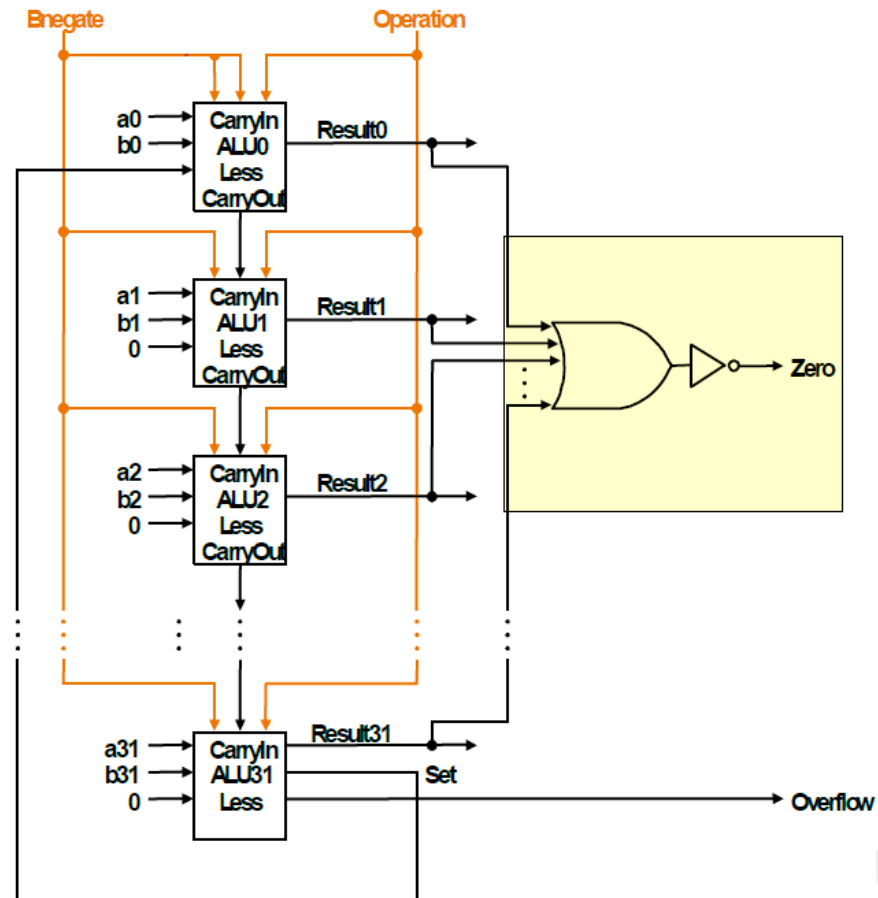 Bnegate Operation
a0 CarryIn Result0
b0 ALU0
Less
CarryOut
a1 CarryIn Result1
b1 ALU1
0 Less
CarryOut
Zero
a2 CarryIn Result2
b2 ALU2
0 Less
CarryOut
a31 CarryIn Result31
b31 ALU31 Set
0 Less Overflow